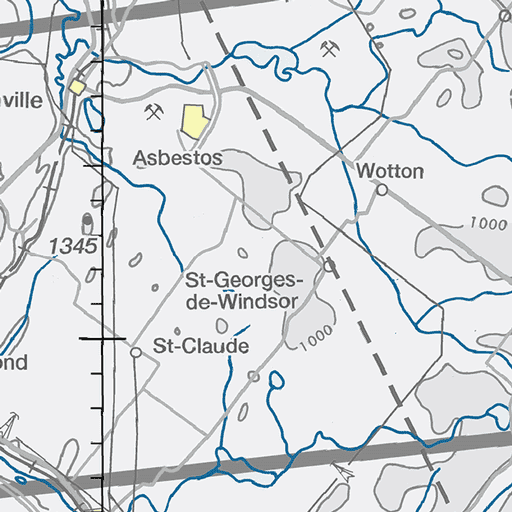 ville
Asbestos
Wotton
1000
1345
St-Georges-
de-Windsor
1000
St-Claude
ond